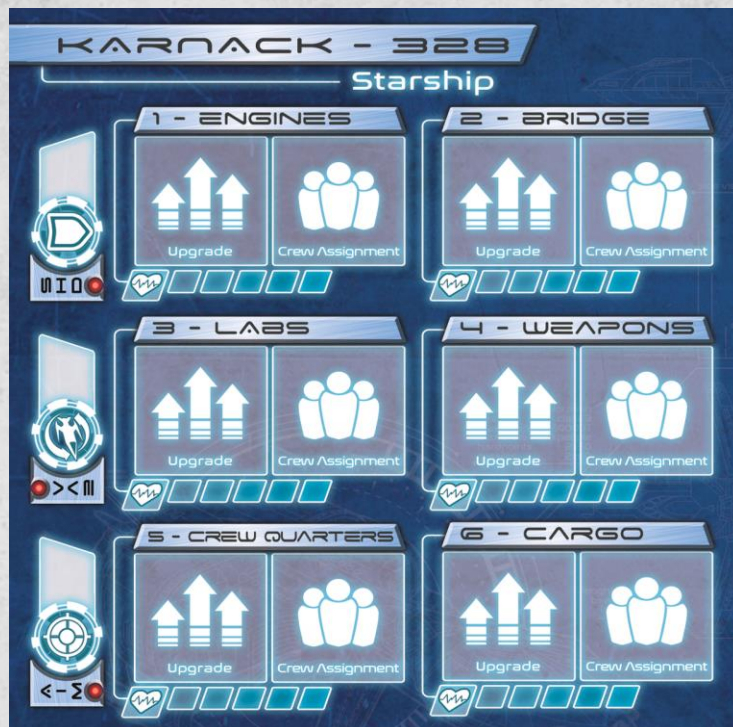 KARNACK - 328
Starship
1 - ENGINES
Upgrade
Crew Assignment
2 - BRIDGE
Upgrade
Crew Assignment
3 - LABS
Upgrade
Crew Assignment
4 - WEAPONS
Upgrade
Crew Assignment
5 - CREW QUARTERS
Upgrade
Crew Assignment
6 - CARGO
Upgrade
Crew Assignment